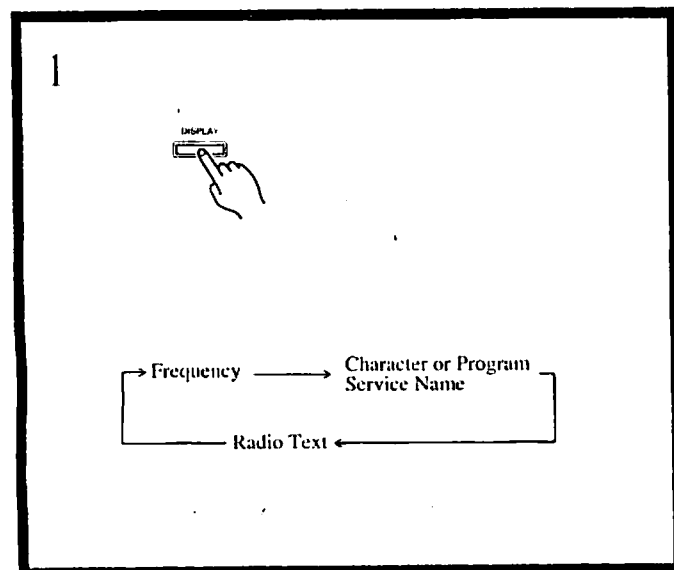 1
DISPLAY
Frequency
Character or Program
Service Name
Radio Text